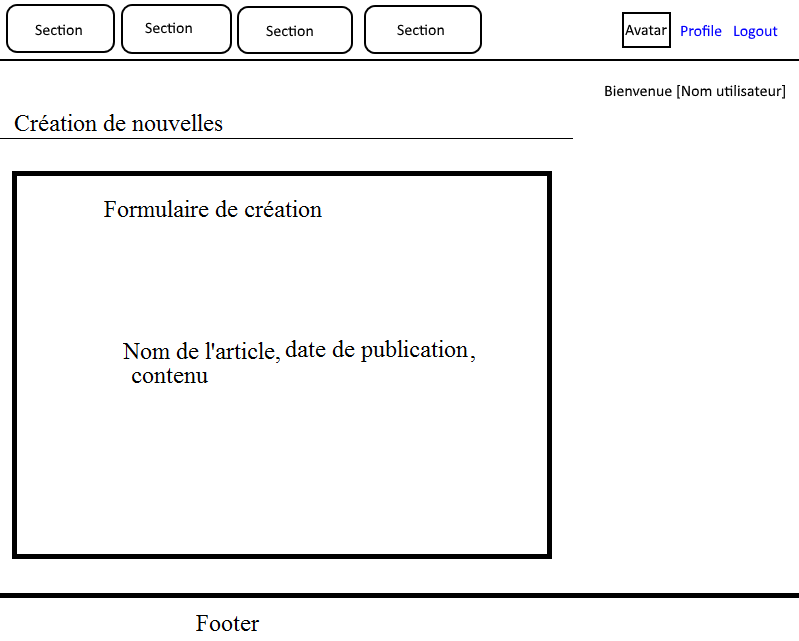 Section Section Section Section Avatar Profile Logout
Bienvenue [Nom utilisateur]
Création de nouvelles
Formulaire de création
Nom de l'article, date de publication,
contenu
Footer